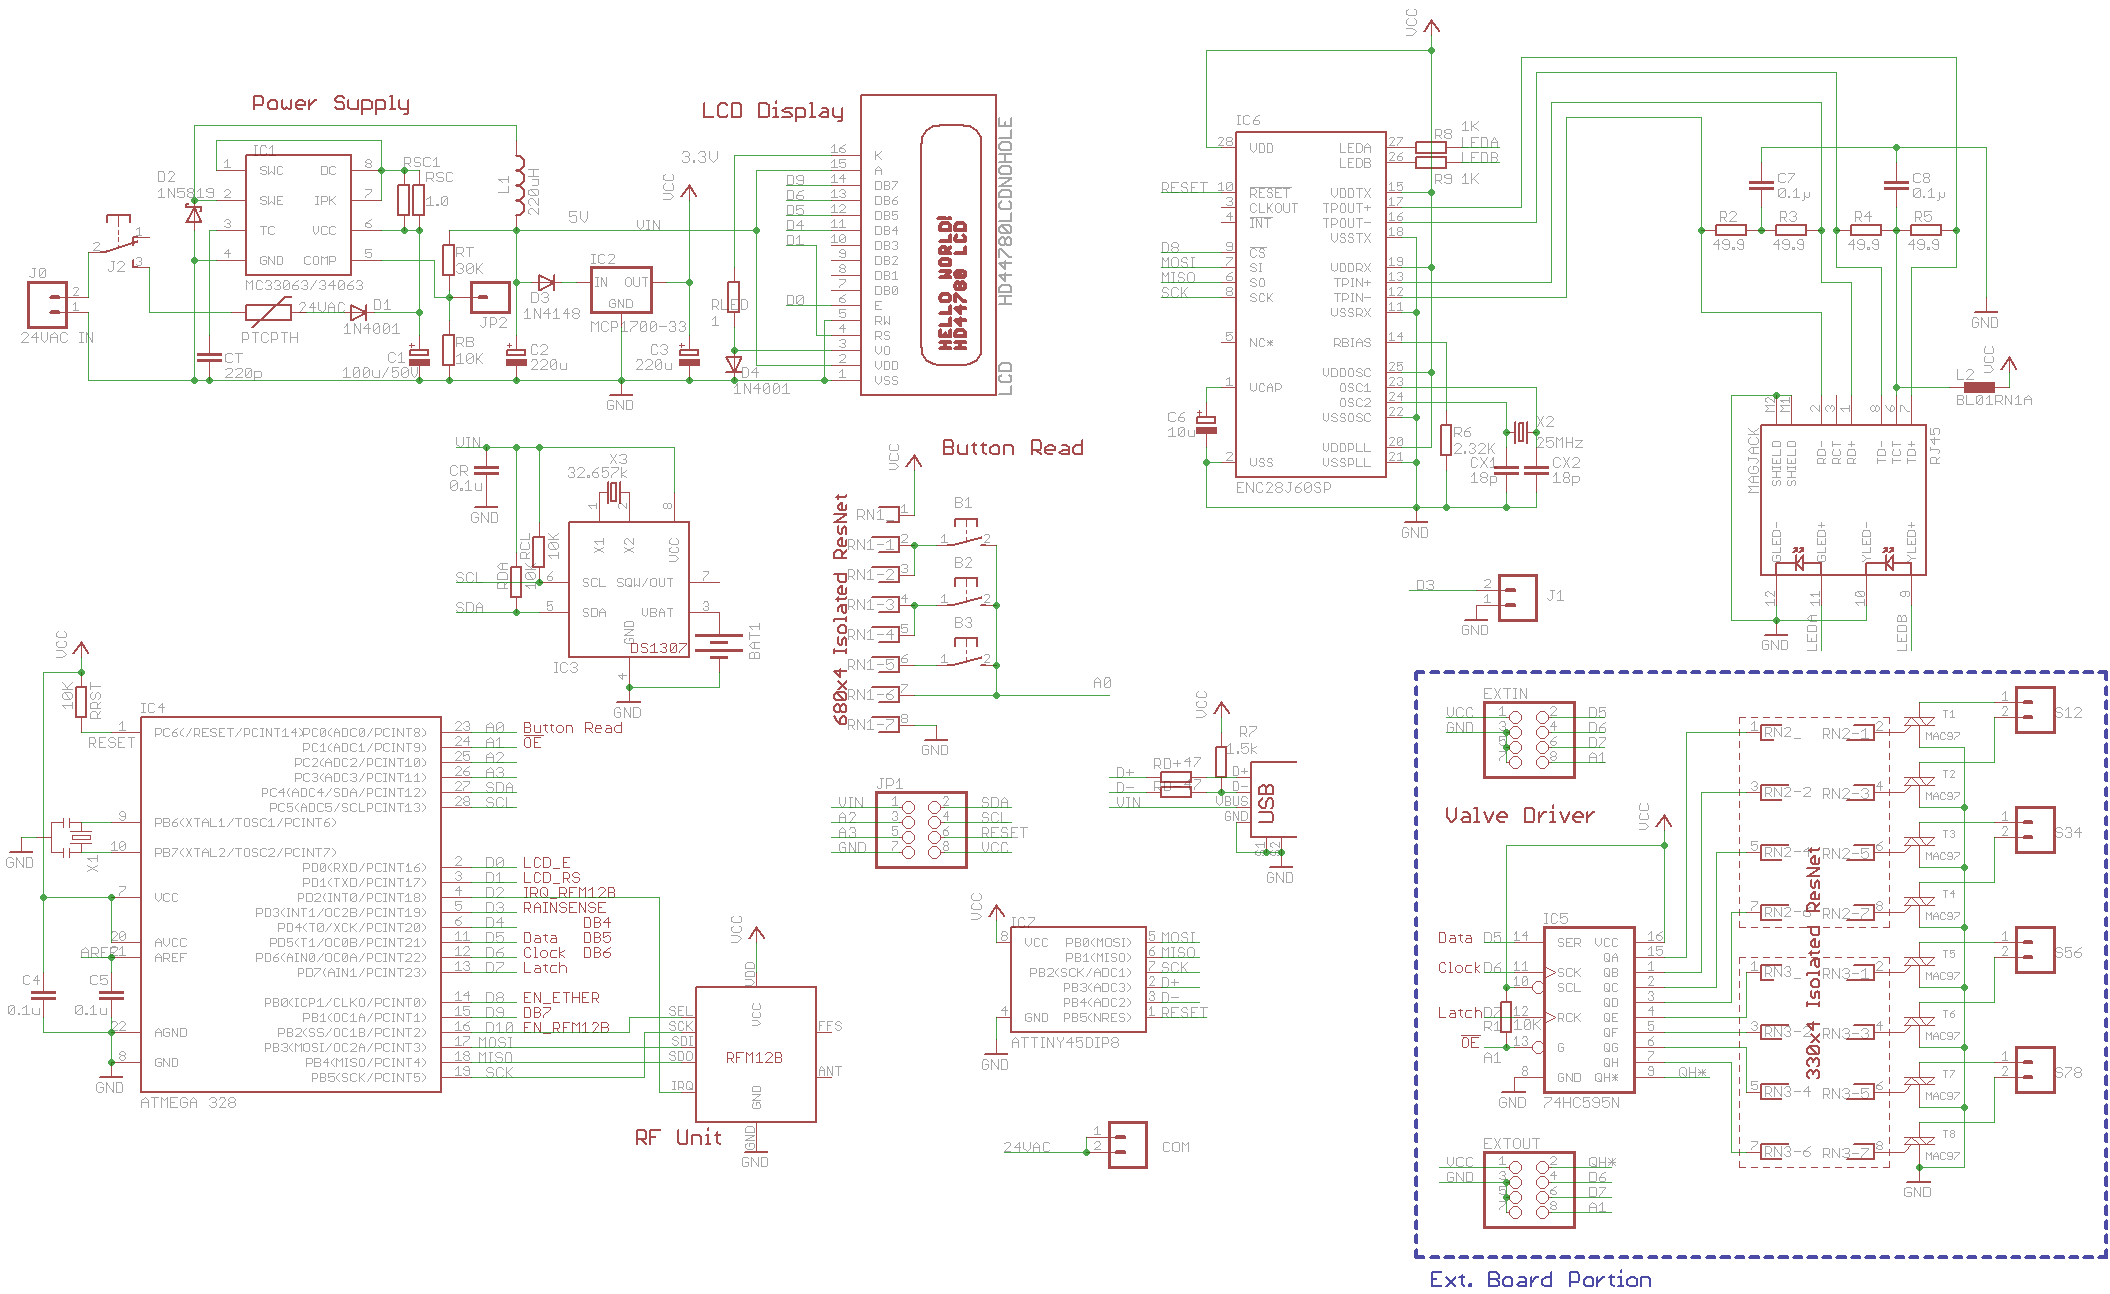 Power Supply
IC1
1 SWC DC 8
2 SWE IPK 7
3 TC VCC 6
4 GND COMP 5
MC33063/34063
D2
1N5819
RSC1
RSC
1.0
L1
220uH
5V
VIN
RT
30K
RB
10K
JP2
J2
1
2
3
J0
2
1
24VAC IN
PTCPTH
24VAC
D1
1N4001
CT
220p
C1
100u/50V
C2
220u
D3
1N4148
IC2
IN OUT
GND
MCP1700-33
C3
220u
GND
3.3V
VCC
LCD Display
16 K
15 A
D9 14 DB7
D6 13 DB6
D5 12 DB5
D4 11 DB4
D1 10 DB3
9 DB2
8 DB1
7 DB0
D0 6 E
5 RW
4 RS
3 VO
2 VDD
1 VSS
RLED
1
D4
1N4001
HELLO WORLD!
HD44780 LCD
HD44780LCDNOHOLE
LCD
VCC
IC6
28 VDD LEDA 27
LEDB 26
R8 1K LEDA
LEDB
R9 1K
RESET 10 RESET VDDTX 15
3 CLKOUT TPOUT+ 17
4 INT TPOUT- 16
VSSTX 18
D8 9 CS
MOSI 7 SI VDDRX 19
MISO 6 SO TPIN+ 13
SCK 8 SCK TPIN- 12
VSSRX 11
5 NC* RBIAS 14
VDDOSC 25
1 VCAP OSC1 23
OSC2 24
VSSOSC 22
VDDPLL 20
2 VSS VSSPLL 21
ENC28J60SP
C6
10u
R6
2.32K
X2
25MHz
CX1
18p
CX2
18p
GND
C7
0.1µ
C8
0.1µ
R2
49.9
R3
49.9
R4
49.9
R5
49.9
GND
VCC
L2
BL01RN1A
MAGJACK
RJ45
M2 M1 2 3 1 8 6 7
SHIELD SHIELD RD- RCT RD+ TD- TCT TD+
GLED- GLED+ YLED- YLED+
12 11 10 9
GND
LEDA
LEDB
VIN
CR
0.1u
GND
X3
32.657k
1 2 8
X1 X2 VCC
RCL
10K
RDA
10K
SCL 6 SCL SQW/OUT 7
SDA 5 SDA VBAT 3
GND
DS1307
4
IC3
BAT1
GND
Button Read
VCC
680x4 Isolated ResNet
RN1_ 1
RN1-1 2
RN1-2 3
RN1-3 4
RN1-4 5
RN1-5 6
RN1-6 7
RN1-7 8
B1
1 2
B2
1 2
B3
1 2
A0
GND
D3
2
1
J1
GND
VCC
10K
RRST
RESET
IC4
1 PC6(/RESET/PCINT14) PC0(ADC0/PCINT8) 23 A0 Button Read
PC1(ADC1/PCINT9) 24 A1 OE
PC2(ADC2/PCINT10) 25 A2
PC3(ADC3/PCINT11) 26 A3
PC4(ADC4/SDA/PCINT12) 27 SDA
PC5(ADC5/SCLPCINT13) 28 SCL
9 PB6(XTAL1/TOSC1/PCINT6)
10 PB7(XTAL2/TOSC2/PCINT7)
PD0(RXD/PCINT16) 2 D0 LCD_E
PD1(TXD/PCINT17) 3 D1 LCD_RS
7 VCC PD2(INT0/PCINT18) 4 D2 IRQ_RFM12B
PD3(INT1/OC2B/PCINT19) 5 D3 RAINSENSE
PD4(T0/XCK/PCINT20) 6 D4 DB4
20 AVCC PD5(T1/OC0B/PCINT21) 11 D5 Data DB5
AREF 21 AREF PD6(AIN0/OC0A/PCINT22) 12 D6 Clock DB6
PD7(AIN1/PCINT23) 13 D7 Latch
PB0(ICP1/CLKO/PCINT0) 14 D8 EN_ETHER
PB1(OC1A/PCINT1) 15 D9 DB7
22 AGND PB2(SS/OC1B/PCINT2) 16 D10 EN_RFM12B
PB3(MOSI/OC2A/PCINT3) 17 MOSI
8 GND PB4(MISO/PCINT4) 18 MISO
PB5(SCK/PCINT5) 19 SCK
ATMEGA 328
X1
GND
C4
0.1u
C5
0.1u
GND
VCC
VDD
SEL
SCK
SDI
SDO
IRQ
VCC
RFM12B
GND
FFS
ANT
GND
GND
RF Unit
JP1
VIN 1 2 SDA
A2 3 4 SCL
A3 5 6 RESET
GND 7 8 VCC
VCC
R7
1.5k
D+ RD+ 47 D+
D- RD- 47 D-
VIN VBUS
GND
USB
S1 S2
GND
VCC
IC7
8 VCC PB0(MOSI) 5 MOSI
PB1(MISO) 6 MISO
PB2(SCK/ADC1) 7 SCK
PB3(ADC3) 2 D+
PB4(ADC2) 3 D-
4 GND PB5(NRES) 1 RESET
ATTINY45DIP8
GND
24VAC
1
2
COM
EXTIN
VCC 1 2 D5
GND 3 4 D6
5 6 D7
7 8 A1
Valve Driver
VCC
IC5
Data D5 14 SER VCC 16
QA 15
Clock D6 11 SCK QB 1
10 SCL QC 2
QD 3
Latch D7 12 RCK QE 4
R1 10K
QF 5
OE A1 13 G QG 6
QH 7
8 GND QH* 9 QH*
74HC595N
GND
EXTOUT
VCC 1 2 QH*
GND 3 4 D6
5 6 D7
7 8 A1
330x4 Isolated ResNet
1 RN2_ RN2-1 2
3 RN2-2 RN2-3 4
5 RN2-4 RN2-5 6
7 RN2-6 RN2-7 8
1 RN3_ RN3-1 2
3 RN3-2 RN3-3 4
5 RN3-4 RN3-5 6
7 RN3-6 RN3-7 8
T1
MAC97
T2
MAC97
T3
MAC97
T4
MAC97
T5
MAC97
T6
MAC97
T7
MAC97
T8
MAC97
GND
1
2
S12
1
2
S34
1
2
S56
1
2
S78
Ext. Board Portion